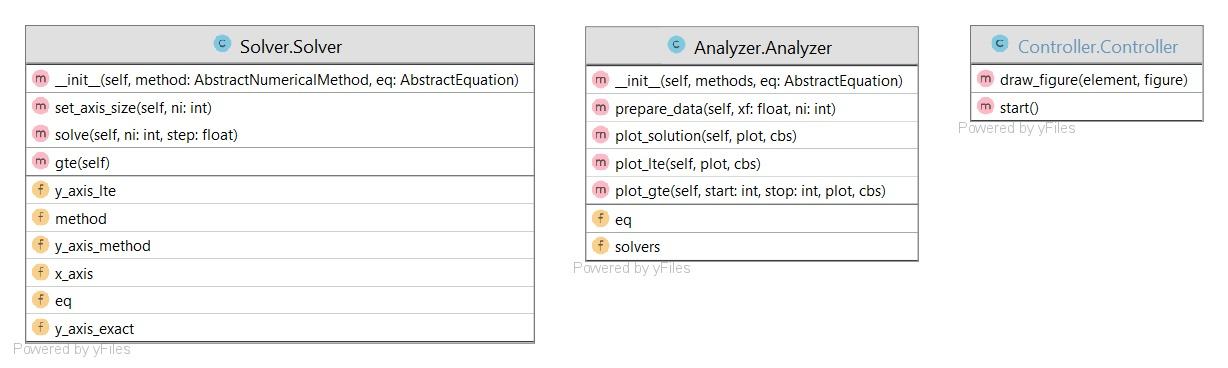 C Solver.Solver
m __init__(self, method: AbstractNumericalMethod, eq: AbstractEquation)
m set_axis_size(self, ni: int)
m solve(self, ni: int, step: float)
m gte(self)
f y_axis_lte
f method
f y_axis_method
f x_axis
f eq
f y_axis_exact
Powered by yFiles
C Analyzer.Analyzer
m __init__(self, methods, eq: AbstractEquation)
m prepare_data(self, xf: float, ni: int)
m plot_solution(self, plot, cbs)
m plot_lte(self, plot, cbs)
m plot_gte(self, start: int, stop: int, plot, cbs)
f eq
f solvers
Powered by yFiles
C Controller.Controller
m draw_figure(element, figure)
m start()
Powered by yFiles